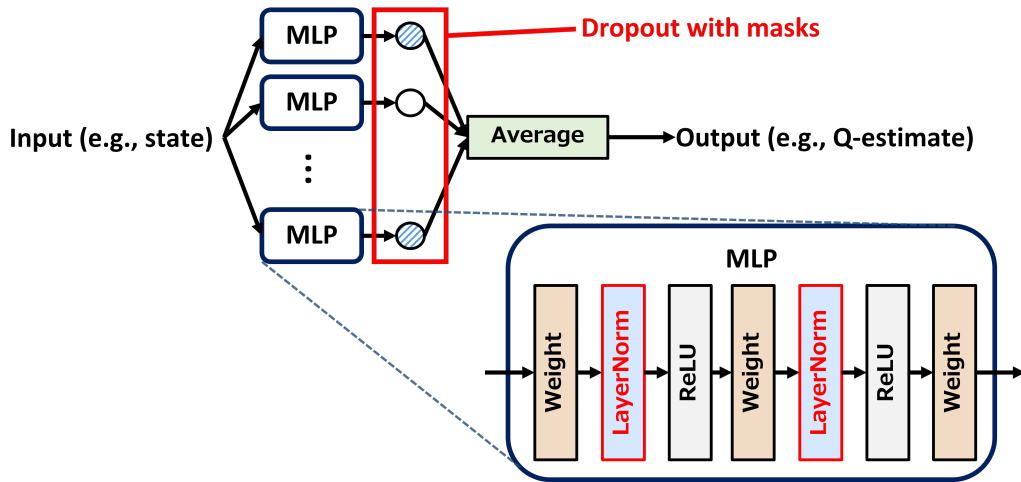 MLP
Dropout with masks
MLP
Input (e.g., state)
Average
Output (e.g., Q-estimate)
...
MLP
MLP
Weight
LayerNorm
ReLU
Weight
LayerNorm
ReLU
Weight